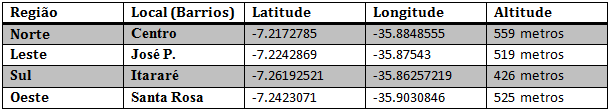 Região Local (Barrios) Latitude Longitude Altitude
Norte Centro -7.2172785 -35.8848555 559 metros
Leste José P. -7.2242869 -35.87543 519 metros
Sul Itararé -7.26192521 -35.86257219 426 metros
Oeste Santa Rosa -7.2423071 -35.9030846 525 metros